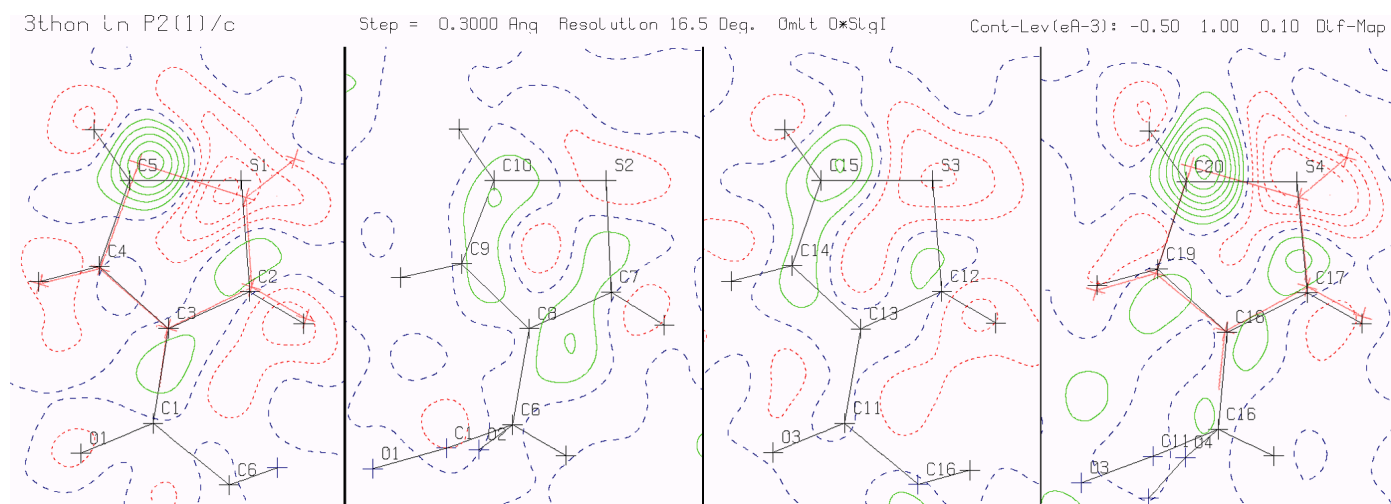 3thon in P2(1)/c Step = 0.3000 Ang Resolution 16.5 Deg. Omit 0*SigI Cont-Lev(eA-3): -0.50 1.00 0.10 Dif-Map
C5 S1
C4
C2
C3
C1
O1
C6
C10 S2
C9
C7
C8
C6
C1 O2
O1
C15 S3
C14
C12
C13
C11
O3
C16
C20 S4
C19
C17
C18
C16
C11 O4
O3